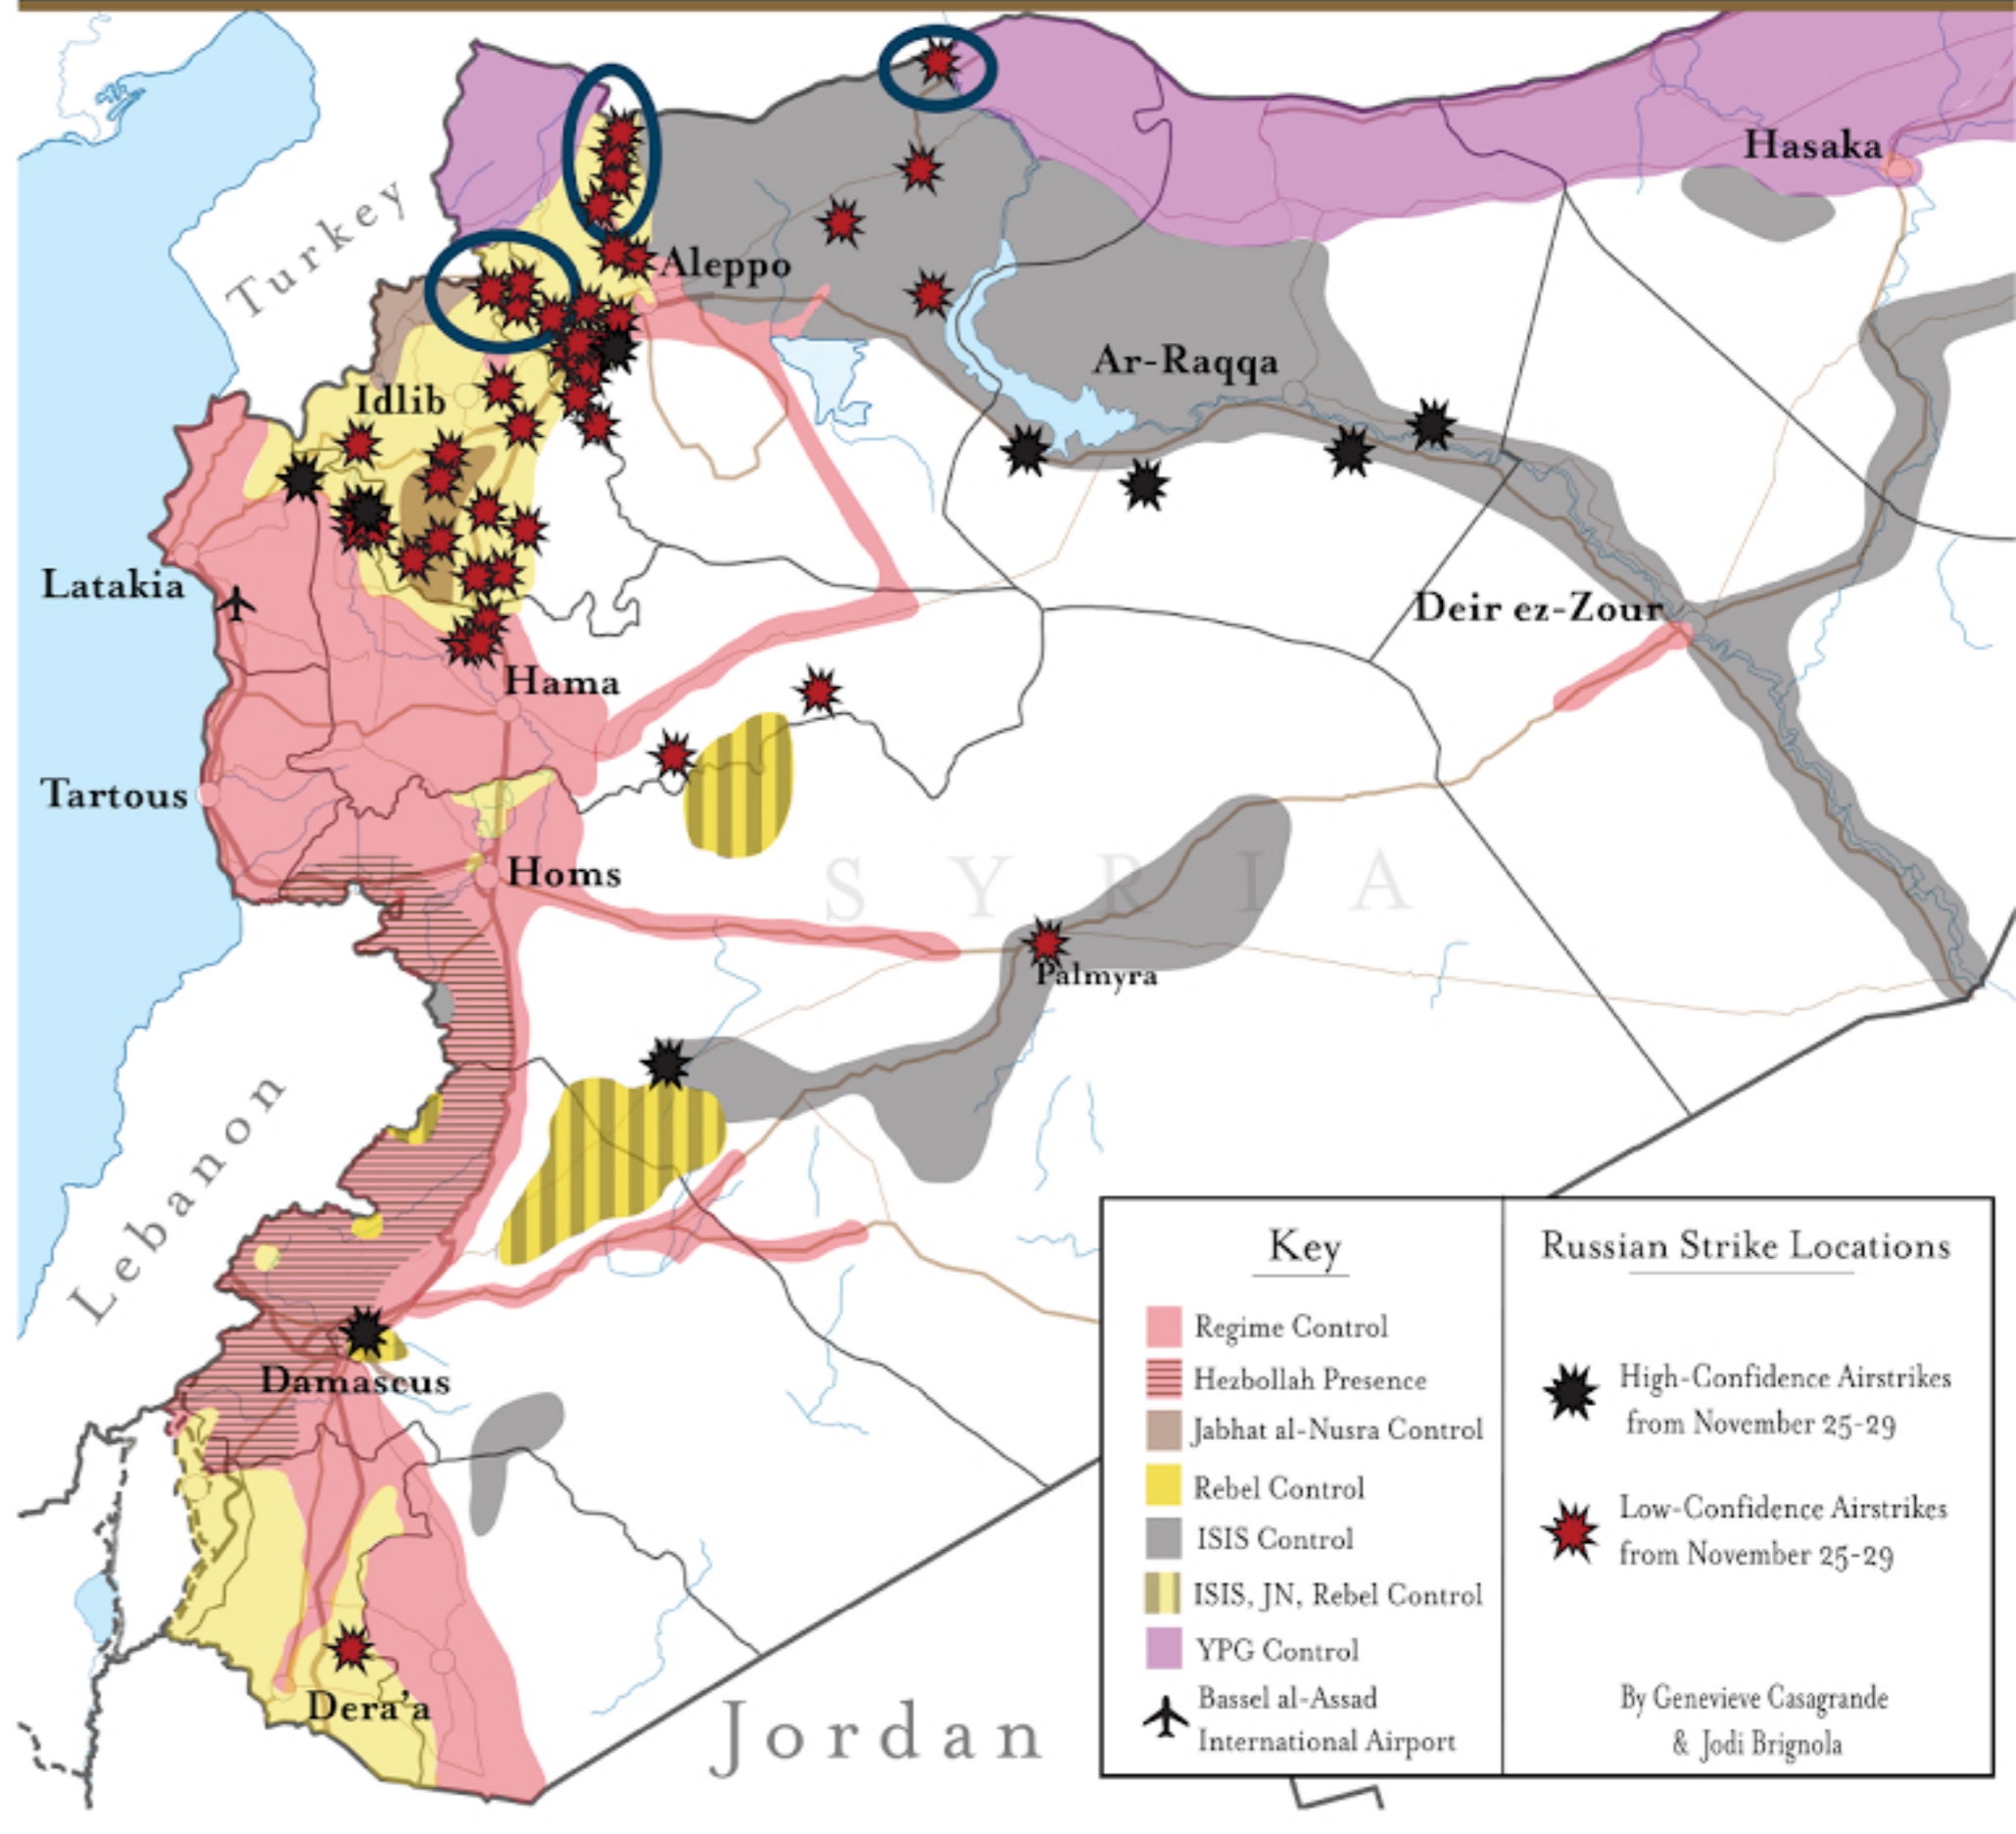 Turkey
Hasaka
Aleppo
Ar-Raqqa
Idlib
Latakia
Deir ez-Zour
Hama
Tartous
Homs
SYRIA
Palmyra
Lebanon
Damascus
Dera'a
Jordan
Key
Regime Control
Hezbollah Presence
Jabhat al-Nusra Control
Rebel Control
ISIS Control
ISIS, JN, Rebel Control
YPG Control
Bassel al-Assad
International Airport
Russian Strike Locations
High-Confidence Airstrikes
from November 25-29
Low-Confidence Airstrikes
from November 25-29
By Genevieve Casagrande
& Jodi Brignola